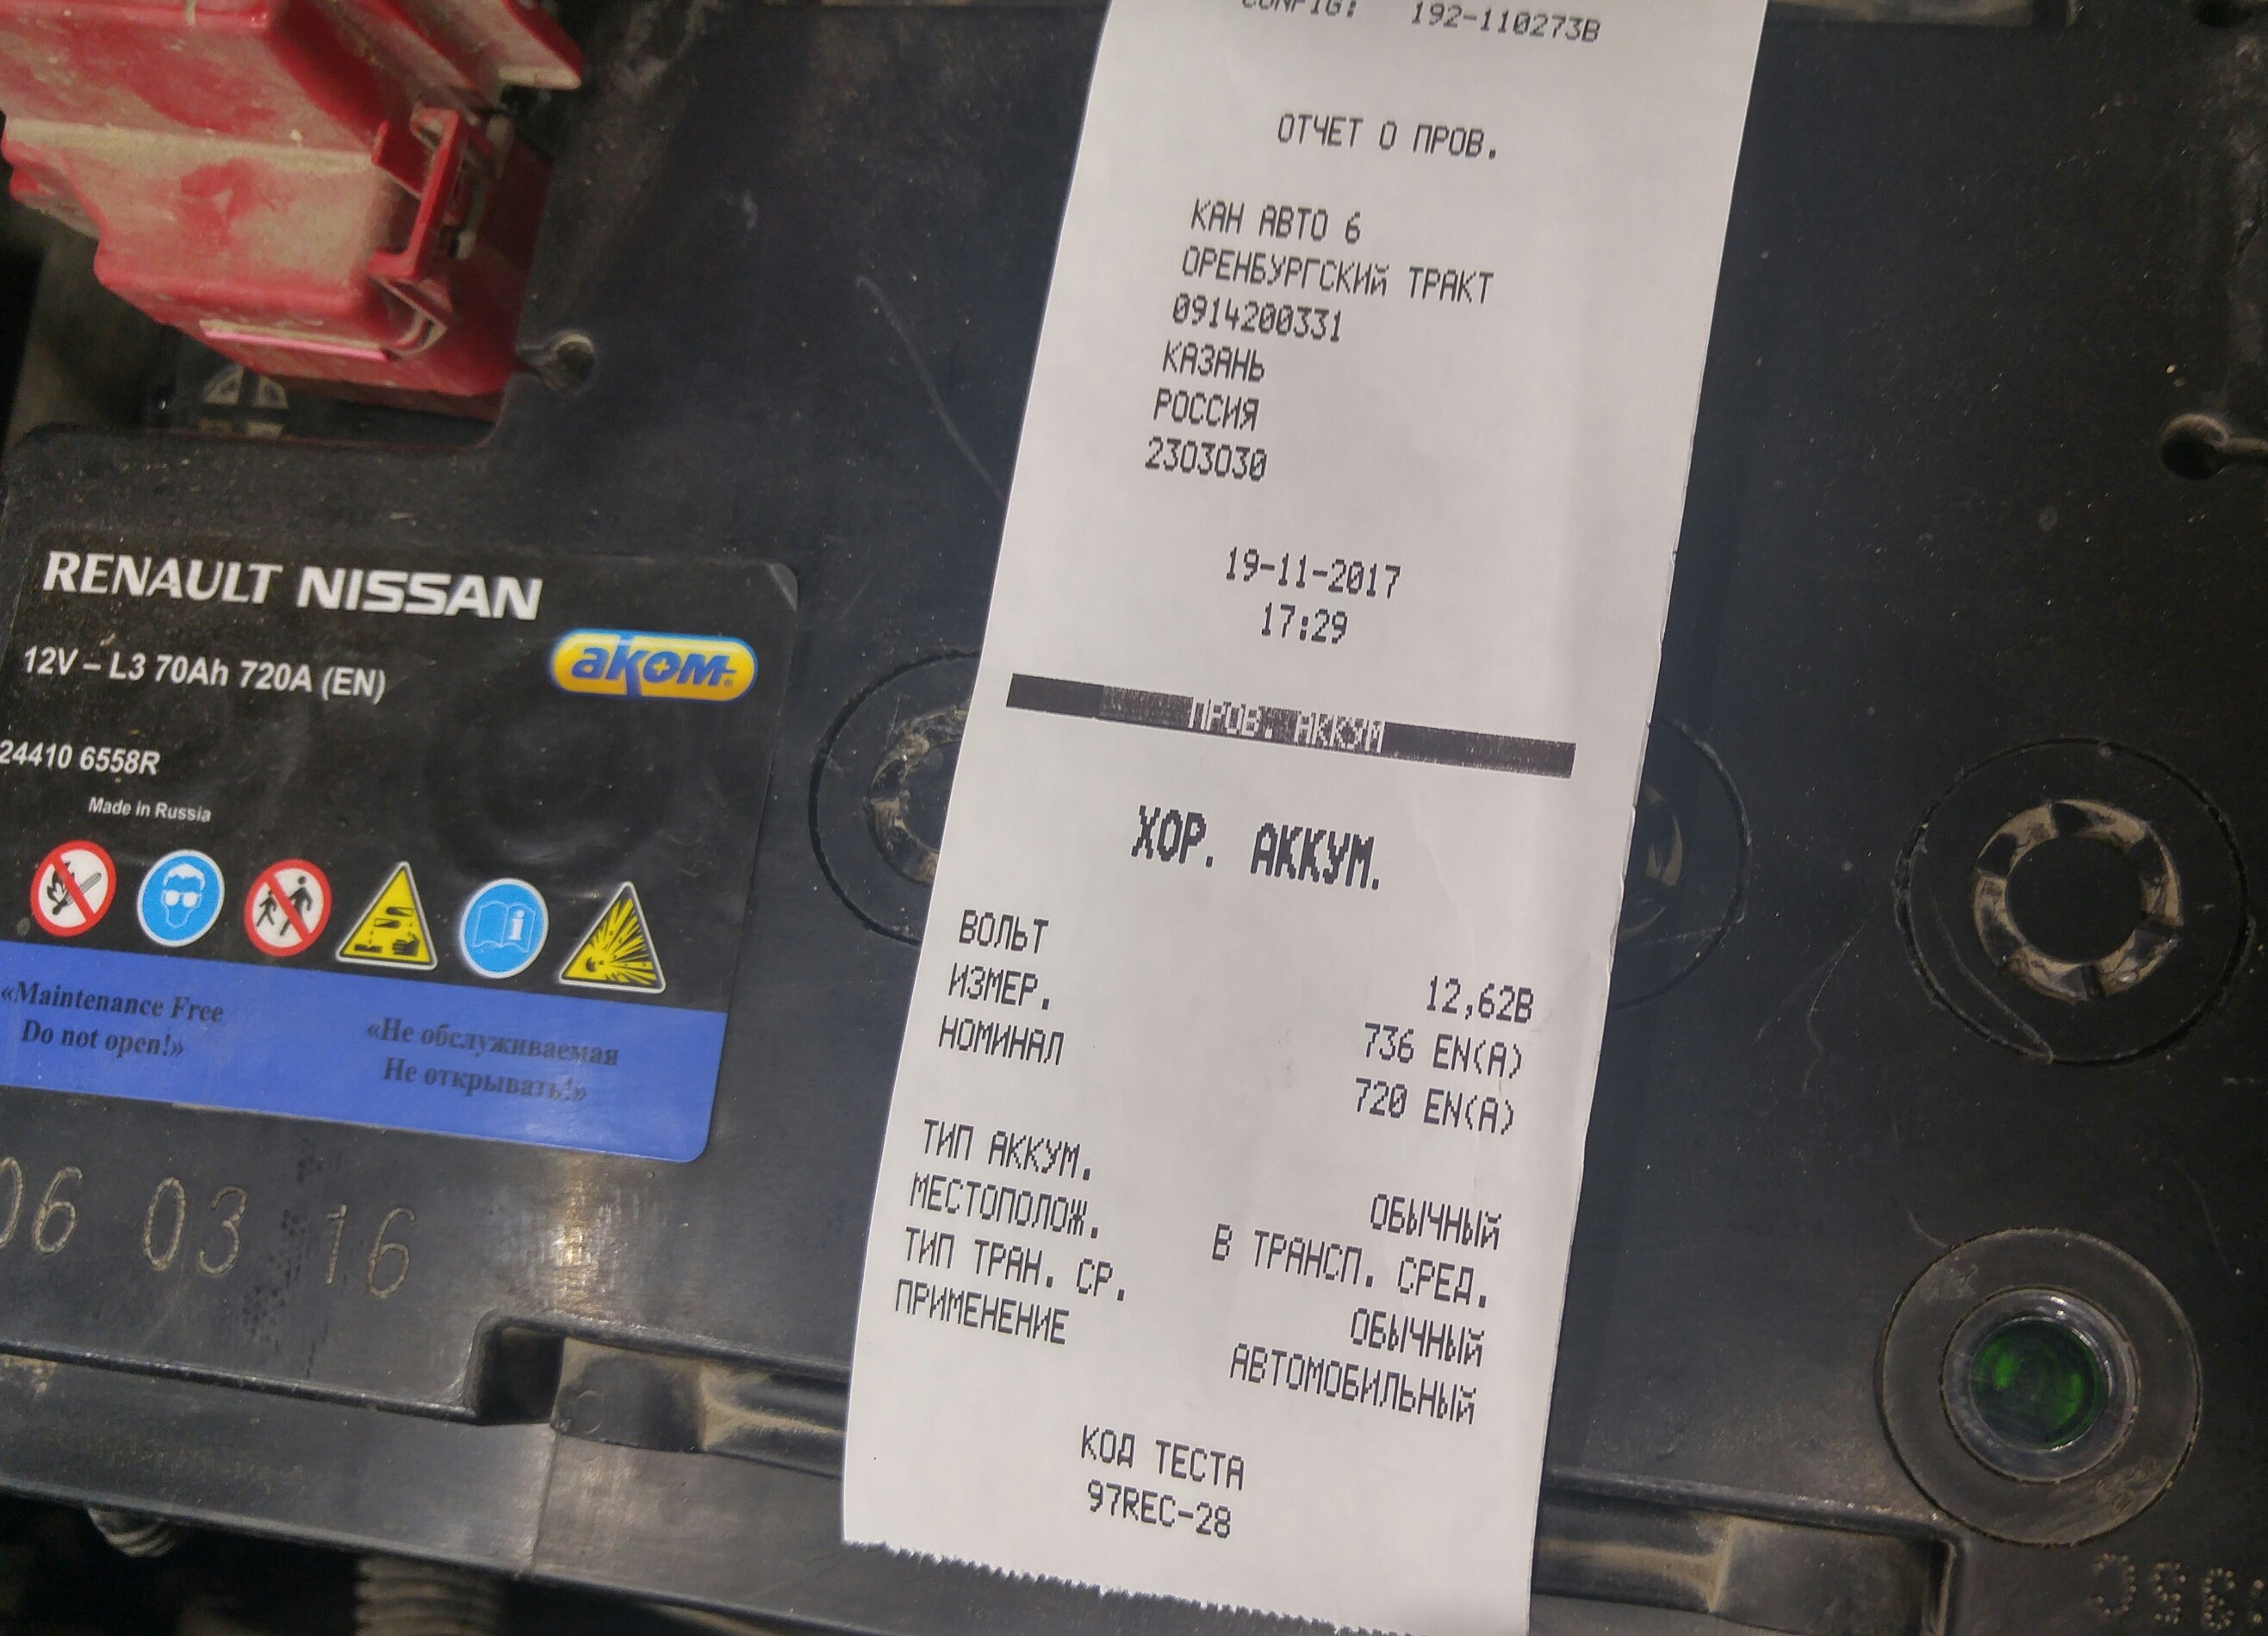 CONFIG: 192-110273B
ОТЧЕТ О ПРОВ.
КАН АВТО 6
ОРЕНБУРГСКИй ТРАКТ
0914200331
КАЗАНЬ
РОССИЯ
2303030
19-11-2017
17:29
ПРОВ. АККУМ
ХОР. АККУМ.
ВОЛЬТ 12,62В
ИЗМЕР. 736 EN(A)
НОМИНАЛ 720 EN(A)
ТИП АККУМ. ОБЫЧНЫй
МЕСТОПОЛОЖ. В ТРАНСП. СРЕД.
ТИП ТРАН. СР. ОБЫЧНЫй
ПРИМЕНЕНИЕ АВТОМОБИЛЬНЫй
КОД ТЕСТА
97REC-28
RENAULT NISSAN
12V – L3 70Ah 720A (EN)
aком
24410 6558R
Made in Russia
«Maintenance Free
Do not open!»
«Не обслуживаемая
Не открывать!»
06 03 16